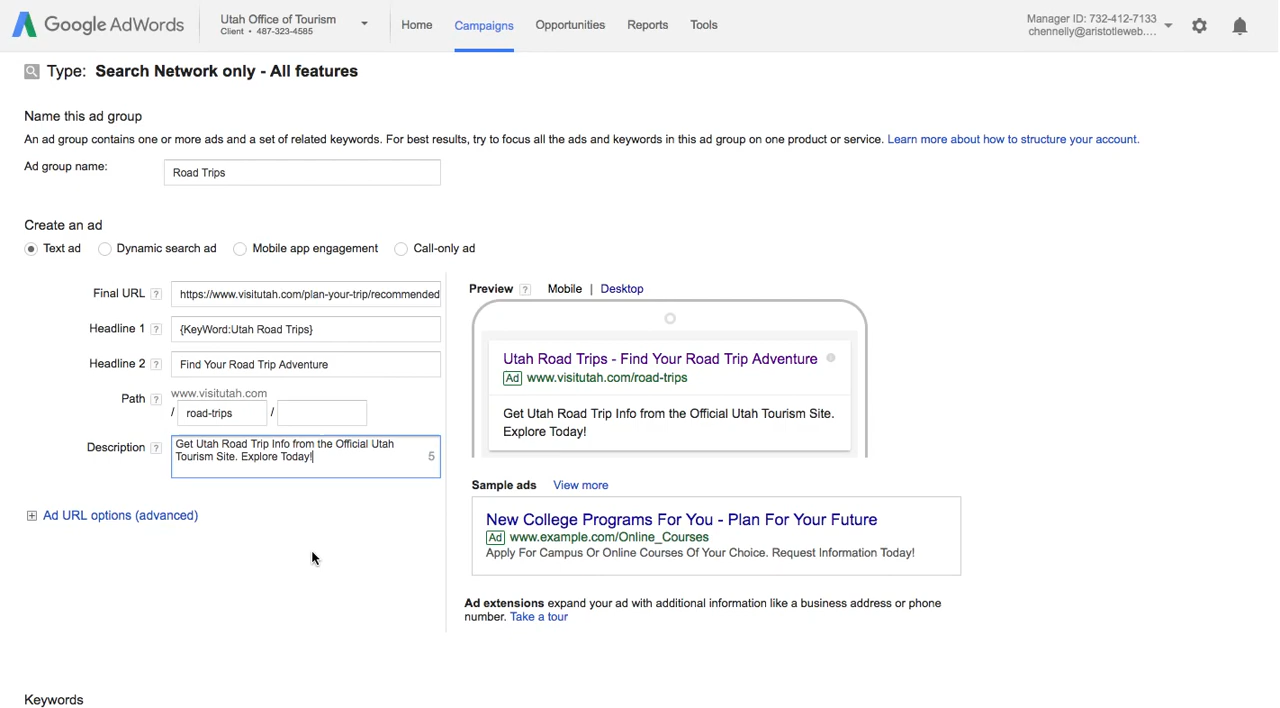 Google AdWords
Utah Office of Tourism
Client • 487-323-4585
Home
Campaigns
Opportunities
Reports
Tools
Manager ID: 732-412-7133
chennelly@aristotleweb....
Type: Search Network only - All features
Name this ad group
An ad group contains one or more ads and a set of related keywords. For best results, try to focus all the ads and keywords in this ad group on one product or service. Learn more about how to structure your account.
Ad group name:
Road Trips
Create an ad
Text ad
Dynamic search ad
Mobile app engagement
Call-only ad
Final URL ?
https://www.visitutah.com/plan-your-trip/recommended
Headline 1 ?
{KeyWord:Utah Road Trips}
Headline 2 ?
Find Your Road Trip Adventure
Path ?
www.visitutah.com
/ road-trips /
Description ?
Get Utah Road Trip Info from the Official Utah
Tourism Site. Explore Today!
5
Ad URL options (advanced)
Preview ? Mobile | Desktop
Utah Road Trips - Find Your Road Trip Adventure
Ad www.visitutah.com/road-trips
Get Utah Road Trip Info from the Official Utah Tourism Site.
Explore Today!
Sample ads View more
New College Programs For You - Plan For Your Future
Ad www.example.com/Online_Courses
Apply For Campus Or Online Courses Of Your Choice. Request Information Today!
Ad extensions expand your ad with additional information like a business address or phone
number. Take a tour
Keywords